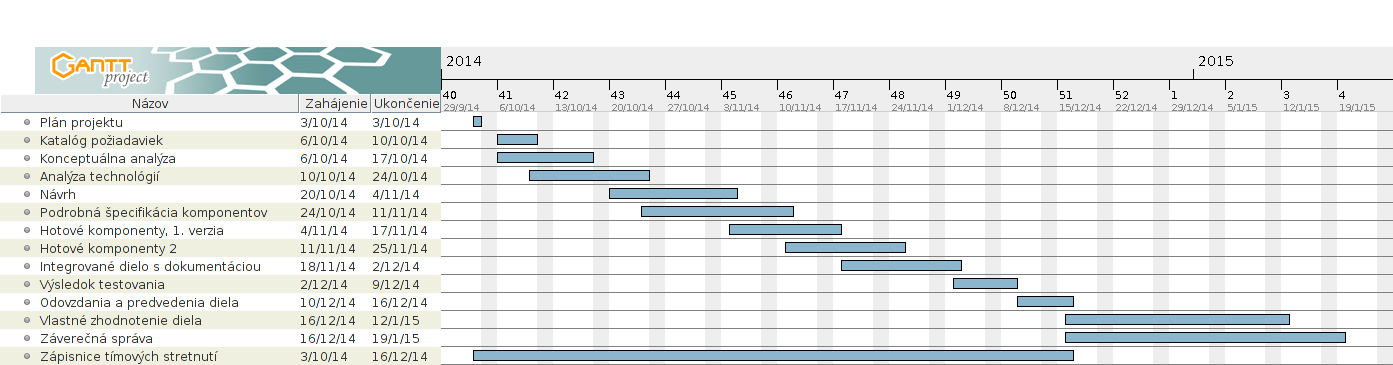 GANTT
project
2014 2015
Názov Zahájenie Ukončenie
40 41 42 43 44 45 46 47 48 49 50 51 52 1 1 2 3 4
29/9/14 6/10/14 13/10/14 20/10/14 27/10/14 3/11/14 10/11/14 17/11/14 24/11/14 1/12/14 8/12/14 15/12/14 22/12/14 29/12/14 5/1/15 12/1/15 19/1/15
Plán projektu 3/10/14 3/10/14
Katalóg požiadaviek 6/10/14 10/10/14
Konceptuálna analýza 6/10/14 17/10/14
Analýza technológií 10/10/14 24/10/14
Návrh 20/10/14 4/11/14
Podrobná špecifikácia komponentov 24/10/14 11/11/14
Hotové komponenty, 1. verzia 4/11/14 17/11/14
Hotové komponenty 2 11/11/14 25/11/14
Integrované dielo s dokumentáciou 18/11/14 2/12/14
Výsledok testovania 2/12/14 9/12/14
Odovzdania a predvedenia diela 10/12/14 16/12/14
Vlastné zhodnotenie diela 16/12/14 12/1/15
Záverečná správa 16/12/14 19/1/15
Zápisnice tímových stretnutí 3/10/14 16/12/14